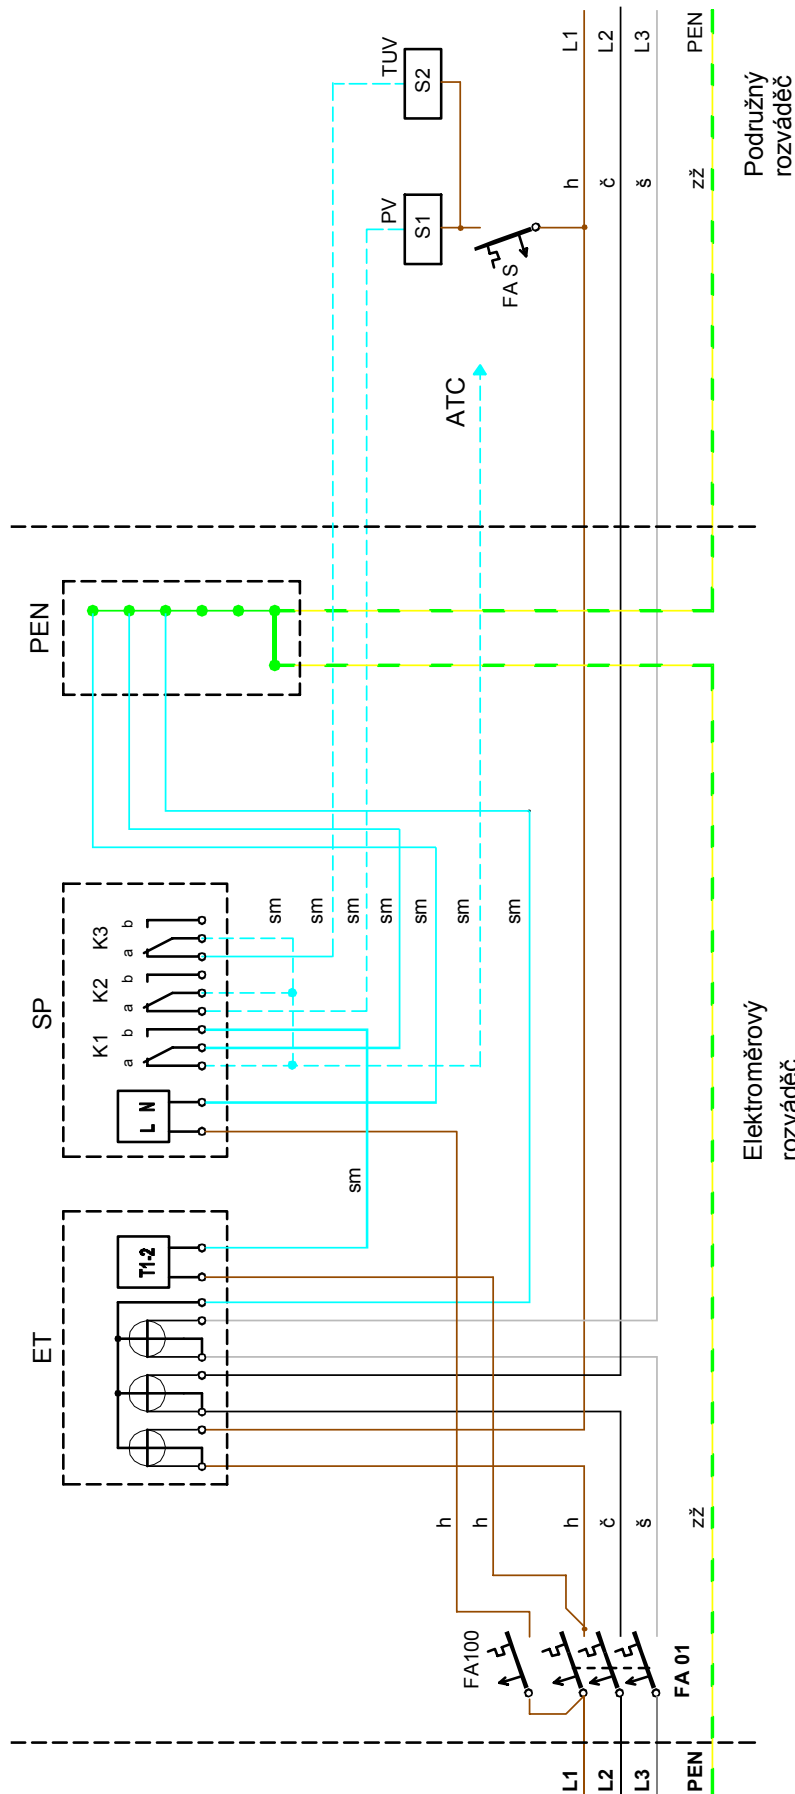 TUV
S2
PV
S1
FA S
ATC
L1
L2
L3
PEN
h
č
š
zž
Podružný
rozváděč
PEN
SP
K3
a
b
K2
a
b
K1
a
b
L N
sm
sm
sm
sm
sm
sm
sm
sm
ET
T1-2
Elektroměrový
rozváděč
h
h
h
č
š
zž
FA100
FA 01
L1
L2
L3
PEN